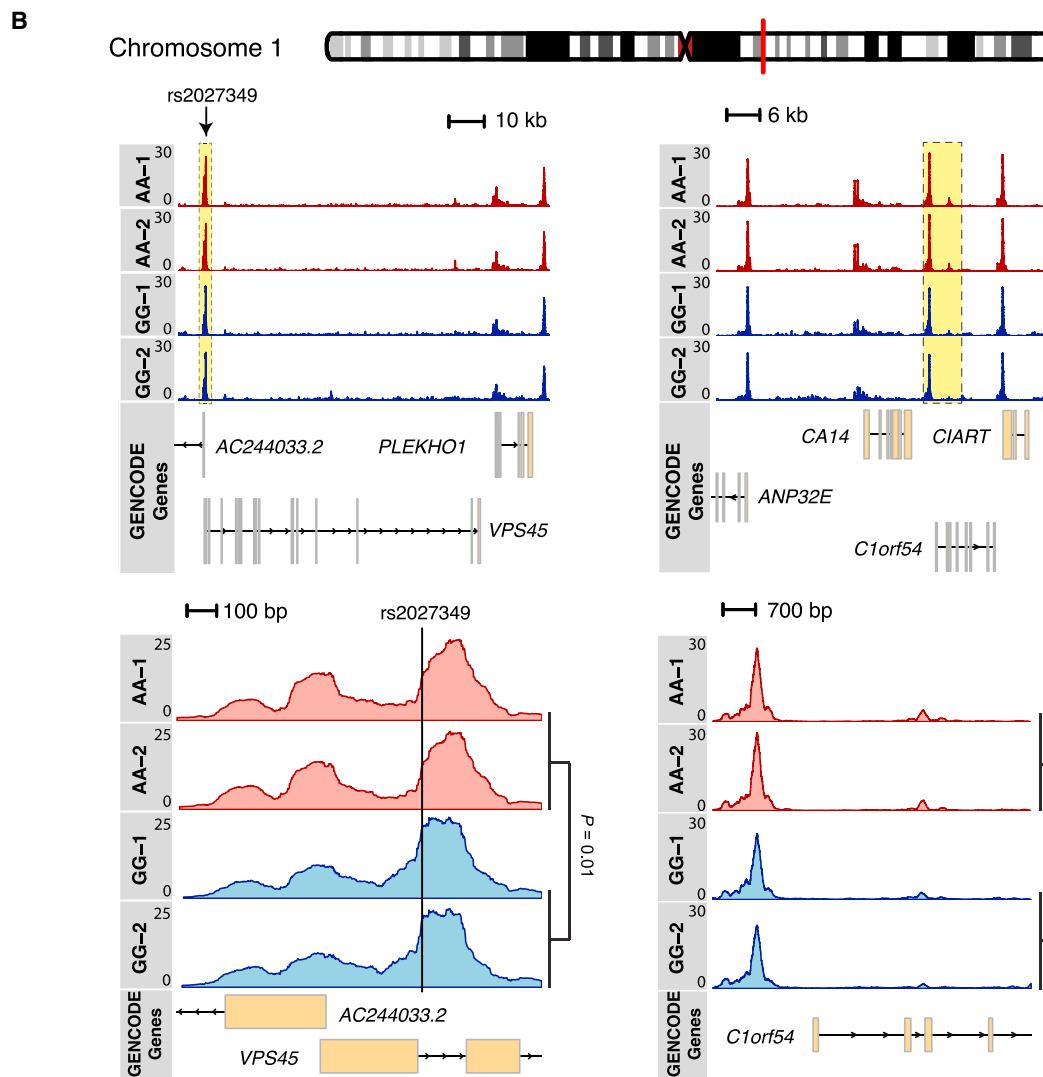 B
Chromosome 1
rs2027349
10 kb
AA–1
30
0
AA–2
30
0
GG–1
30
0
GG–2
30
0
GENCODE
Genes
AC244033.2
PLEKHO1
VPS45
6 kb
AA–1
30
0
AA–2
30
0
GG–1
30
0
GG–2
30
0
GENCODE
Genes
CA14
CIART
ANP32E
C1orf54
100 bp
rs2027349
AA–1
25
0
AA–2
25
0
GG–1
25
0
GG–2
25
0
P = 0.01
GENCODE
Genes
AC244033.2
VPS45
700 bp
AA–1
30
0
AA–2
30
0
GG–1
30
0
GG–2
30
0
GENCODE
Genes
C1orf54